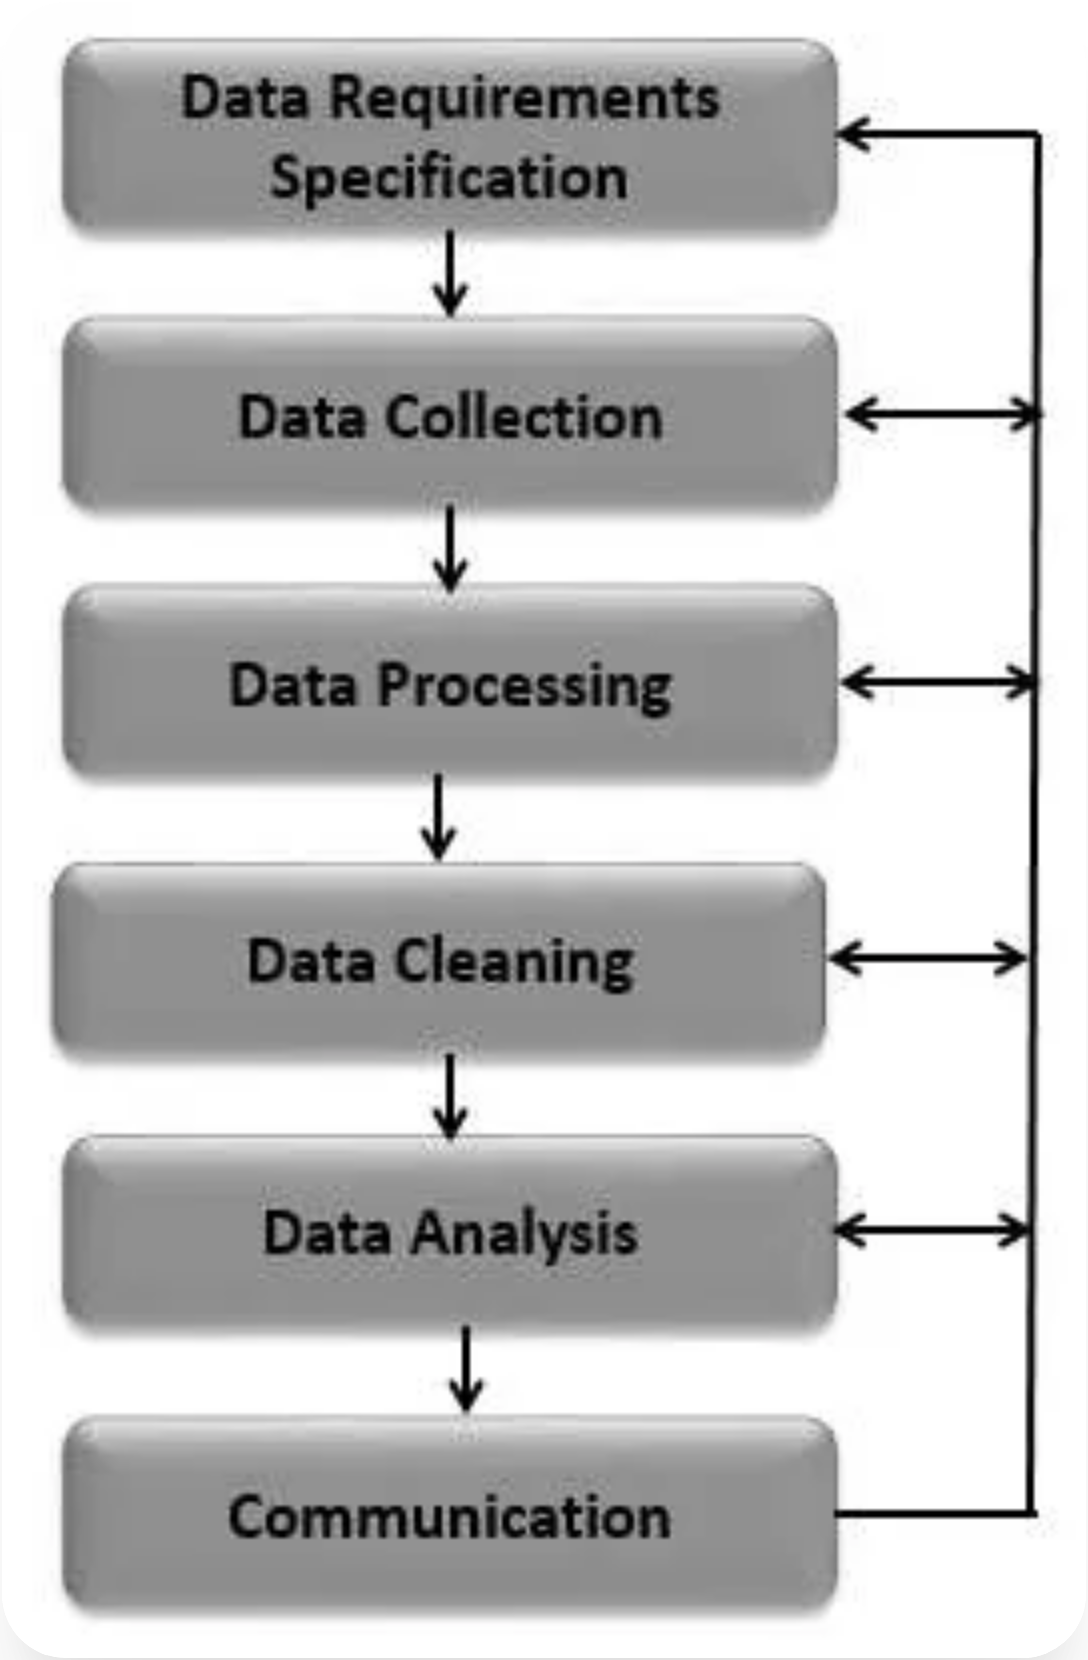 Data Requirements
Specification
Data Collection
Data Processing
Data Cleaning
Data Analysis
Communication